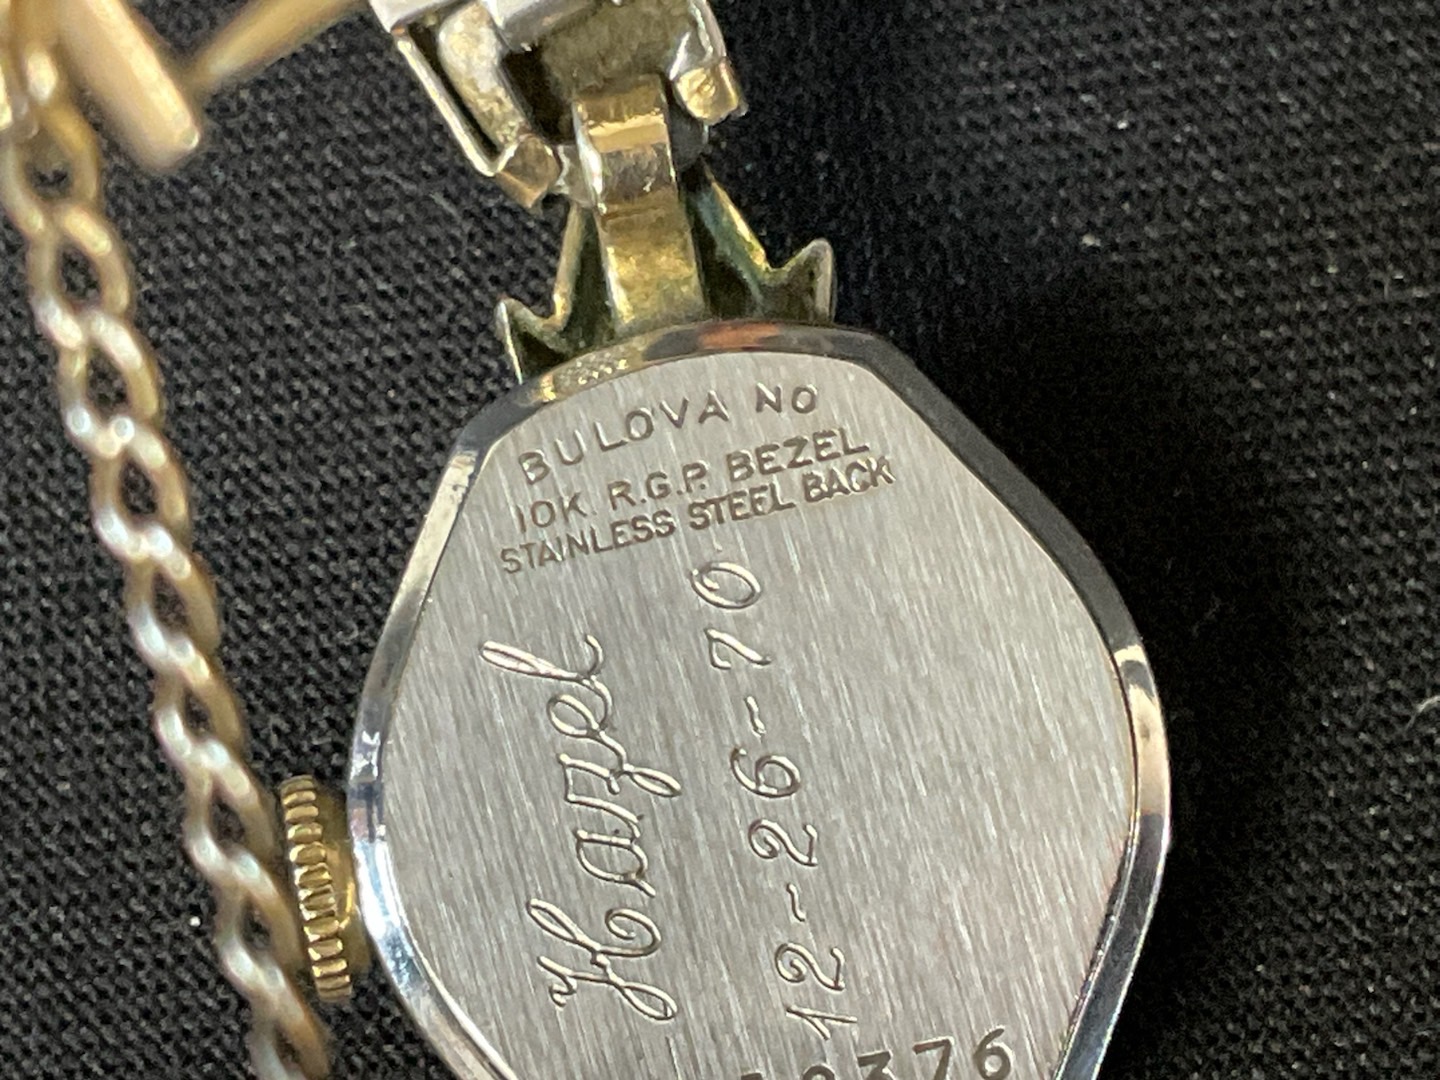 BULOVA NO
10K. R.G.P. BEZEL
STAINLESS STEEL BACK
Hazel
12-26-70